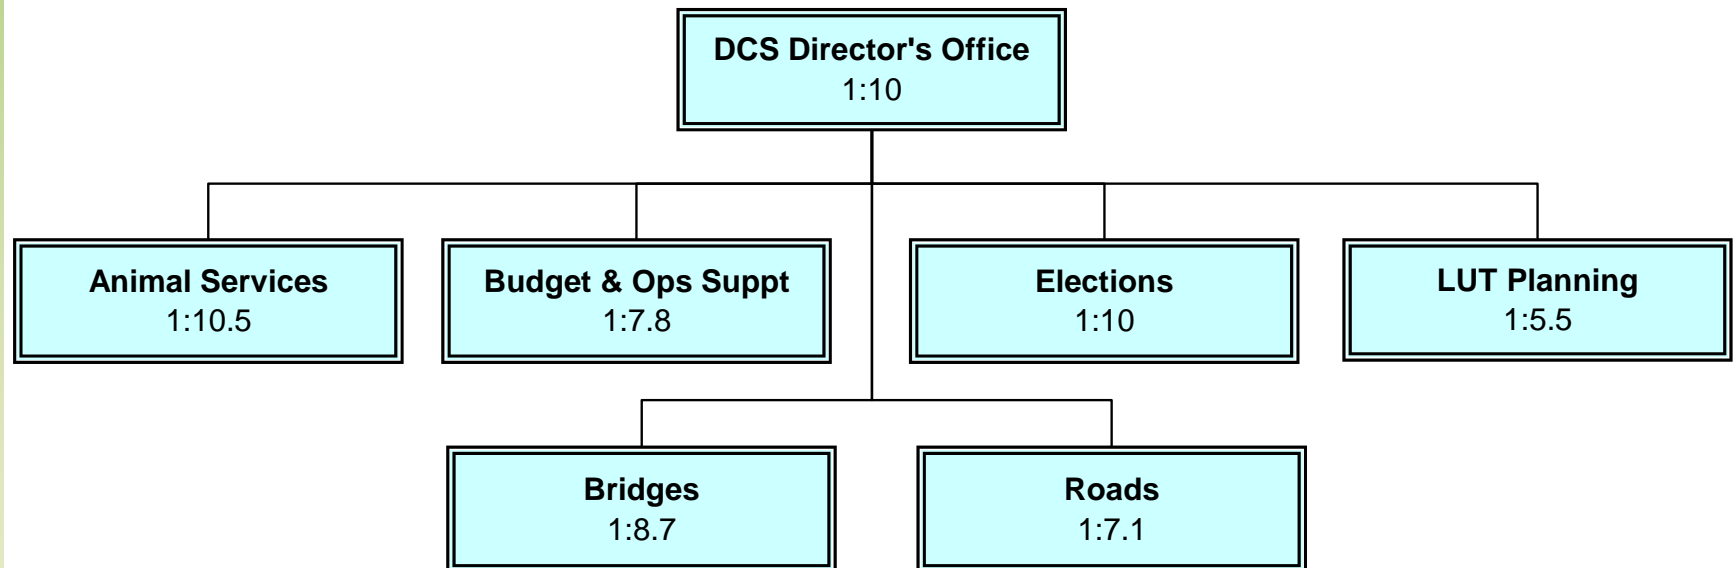 DCS Director's Office
1:10
Animal Services
1:10.5
Budget & Ops Suppt
1:7.8
Elections
1:10
LUT Planning
1:5.5
Bridges
1:8.7
Roads
1:7.1